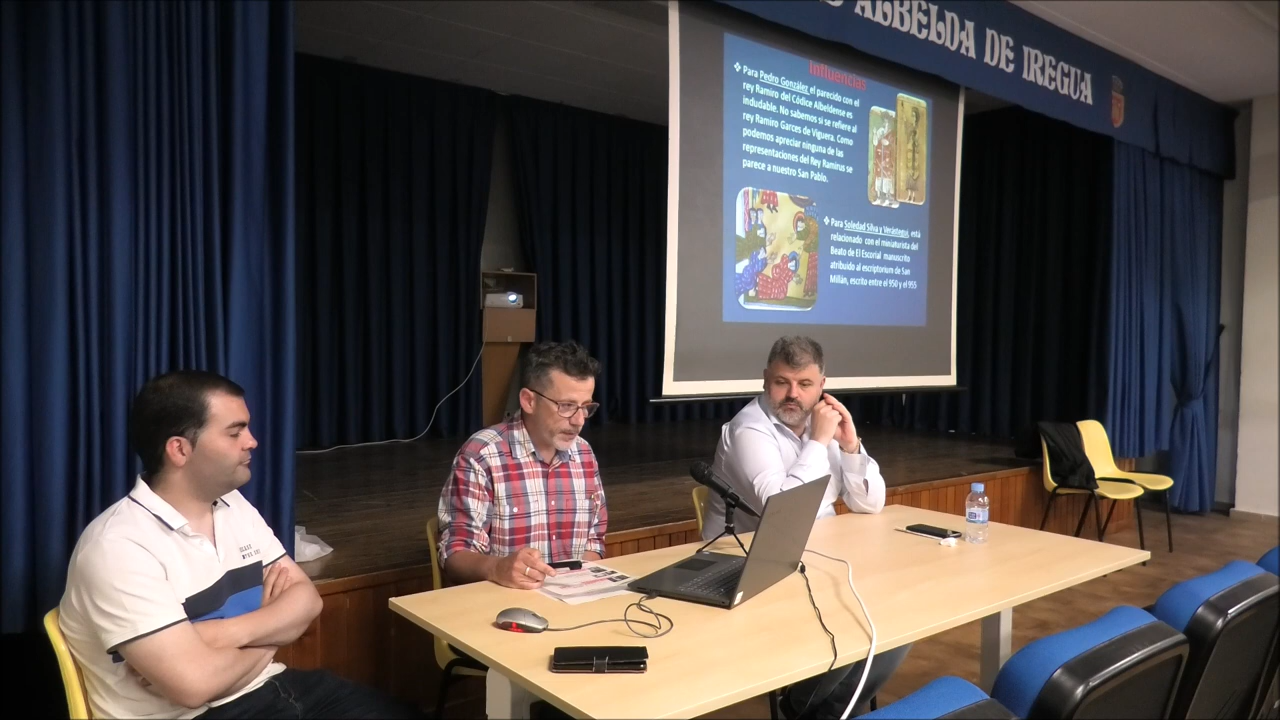 ALBELDA DE IREGUA
Influencias
❖ Para Pedro González el parecido con el
rey Ramiro del Códice Albeldense es
indudable. No sabemos si se refiere al
rey Ramiro Garces de Viguera. Como
podemos apreciar ninguna de las
representaciones del Rey Ramirus se
parece a nuestro San Pablo.
❖ Para Soledad Silva y Verástegui, está
relacionado con el miniaturista del
Beato de El Escorial manuscrito
atribuido al escriptorium de San
Millán, escrito entre el 950 y el 955